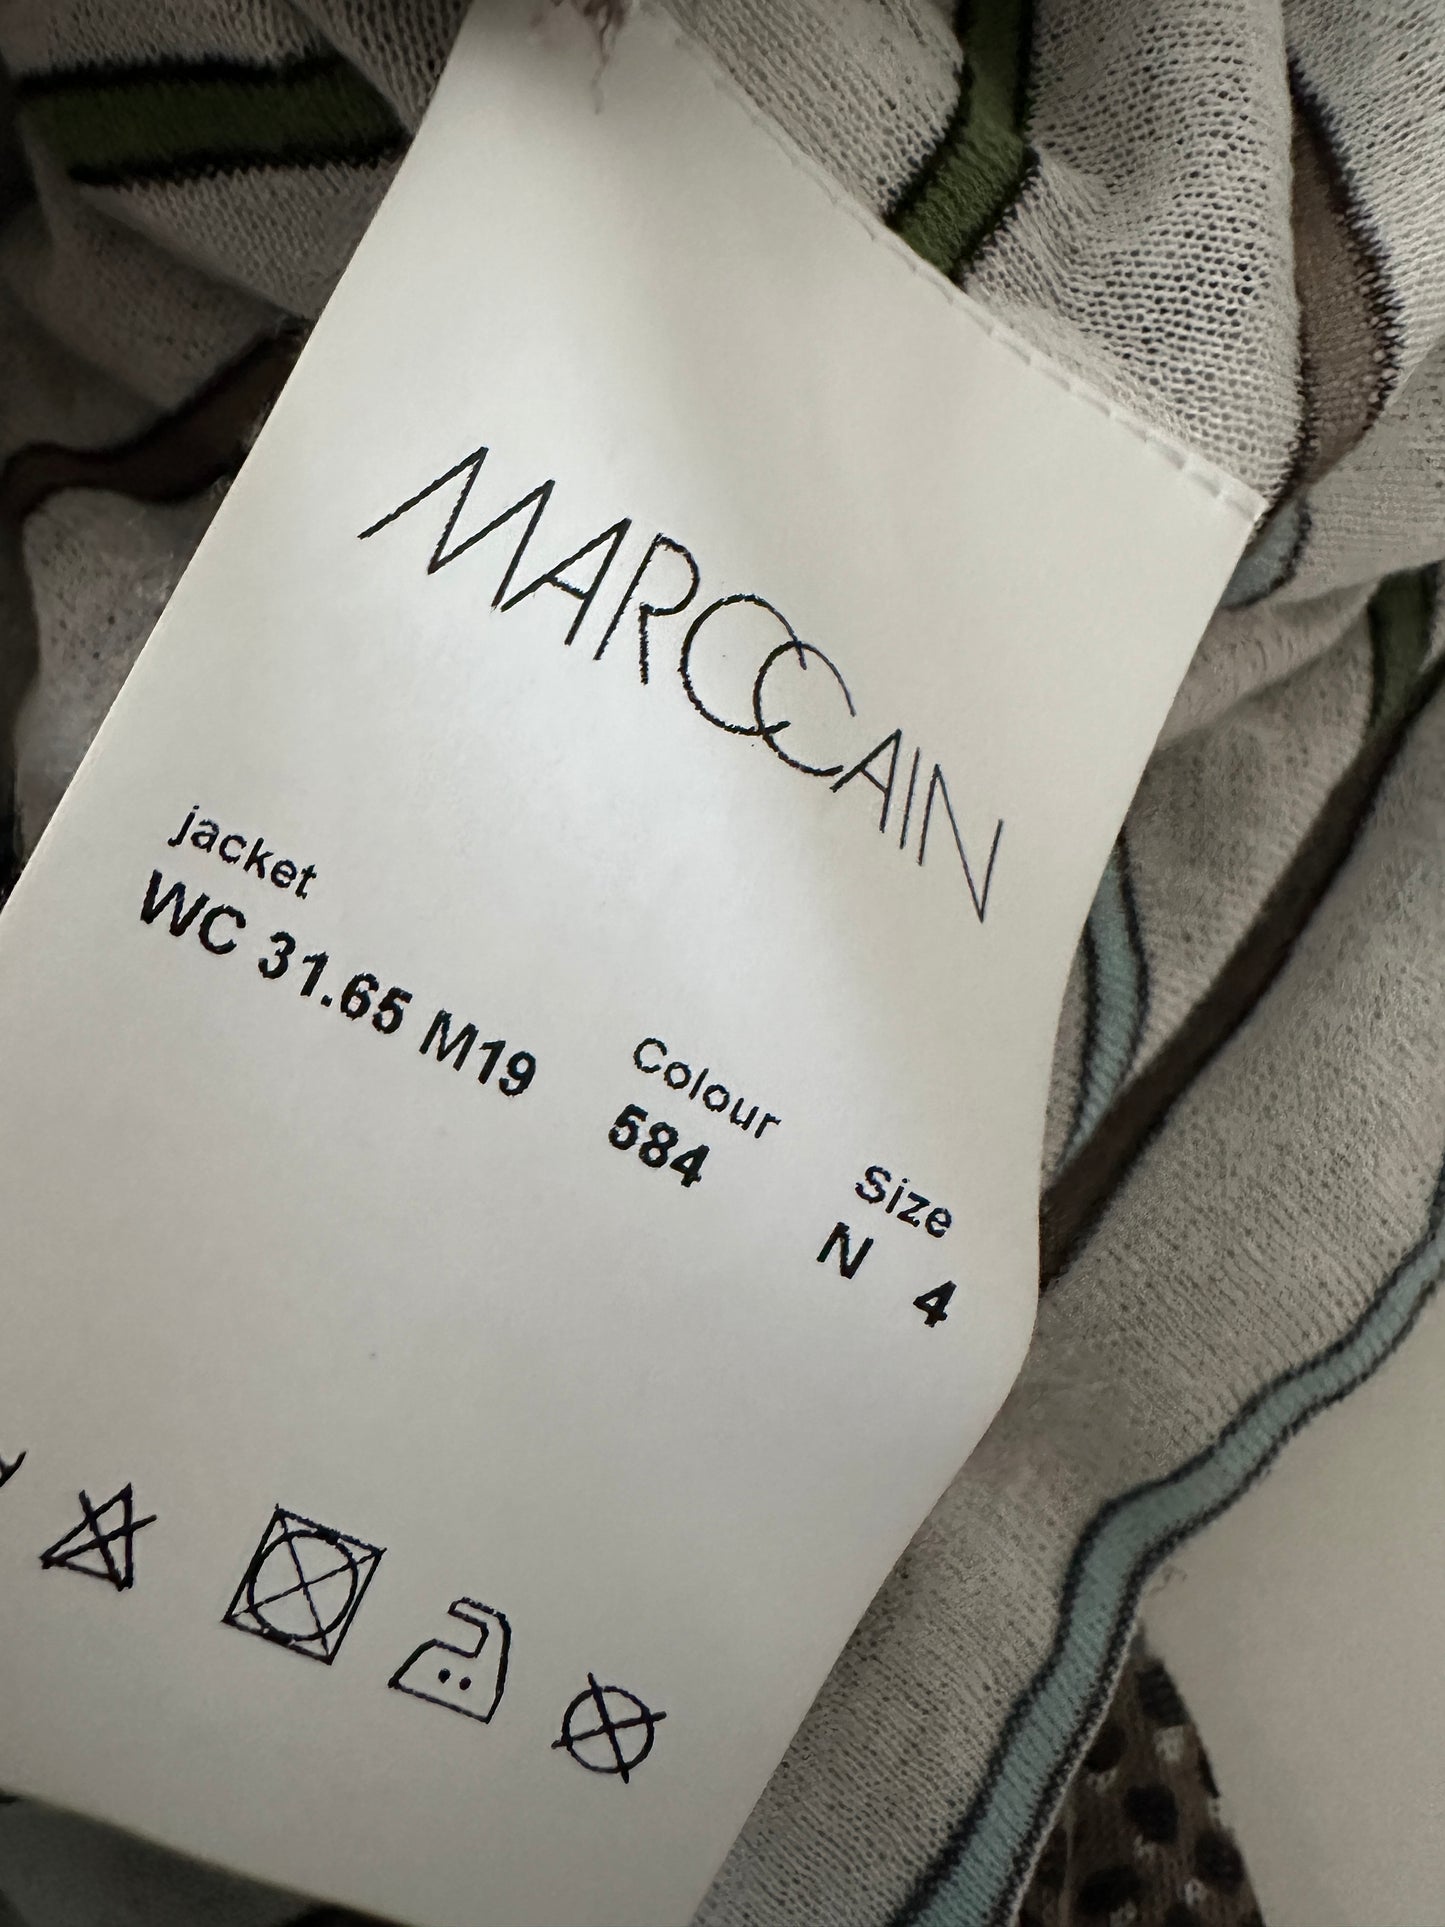 MARCCAIN
jacket
WC 31.65 M19
Colour
584
Size
N 4